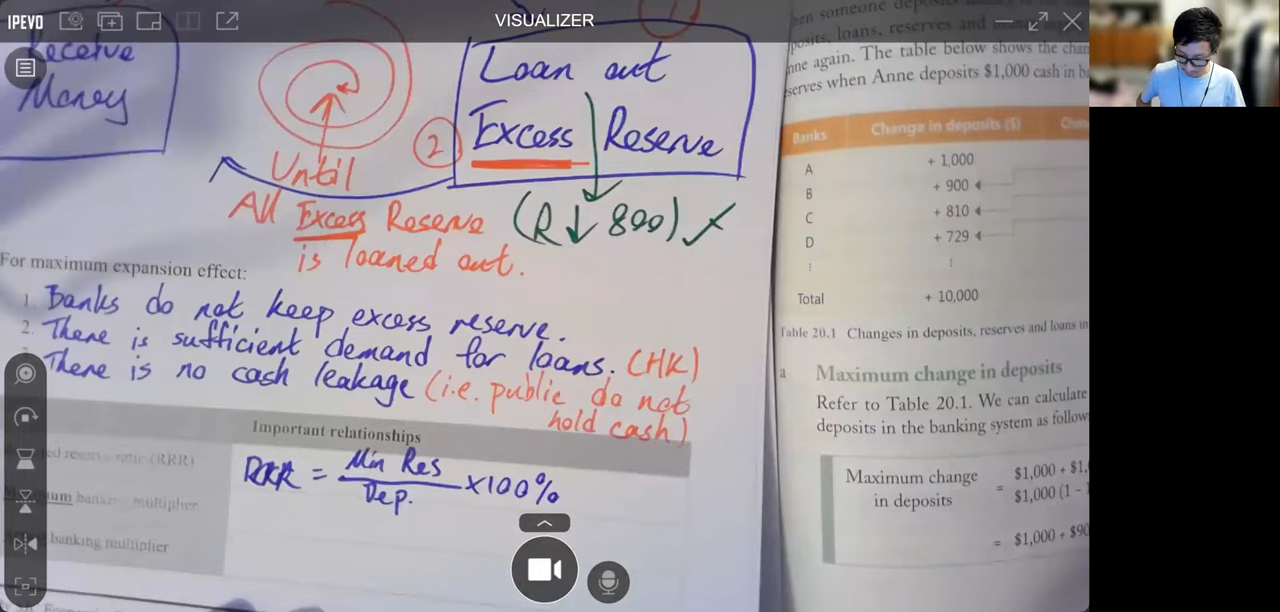 IPEVO
VISUALIZER
Receive
Money
Until
All Excess Reserve
is loaned out.
Loan out
2 Excess Reserve
(R↓ 800) ✓
For maximum expansion effect:
1. Banks do not keep excess reserve.
2. There is sufficient demand for loans. (HK)
There is no cash leakage (i.e. public do not
hold cash)
Important relationships
reserve ratio (RRR)
RRR = Min Res / Dep. ×100%
banking multiplier
banking multiplier
when someone
loans, reserves and
again. The table below shows the
when Anne deposits $1,000 cash in
Banks Change in deposits ($)
A + 1,000
B + 900
C + 810
D + 729
⋮ ⋮
Total + 10,000
Table 20.1 Changes in deposits, reserves and loans
a Maximum change in deposits
Refer to Table 20.1. We can calculate
deposits in the banking system as
Maximum change
in deposits
= $1,000 + $1,
$1,000 (1 -
= $1,000 + $90